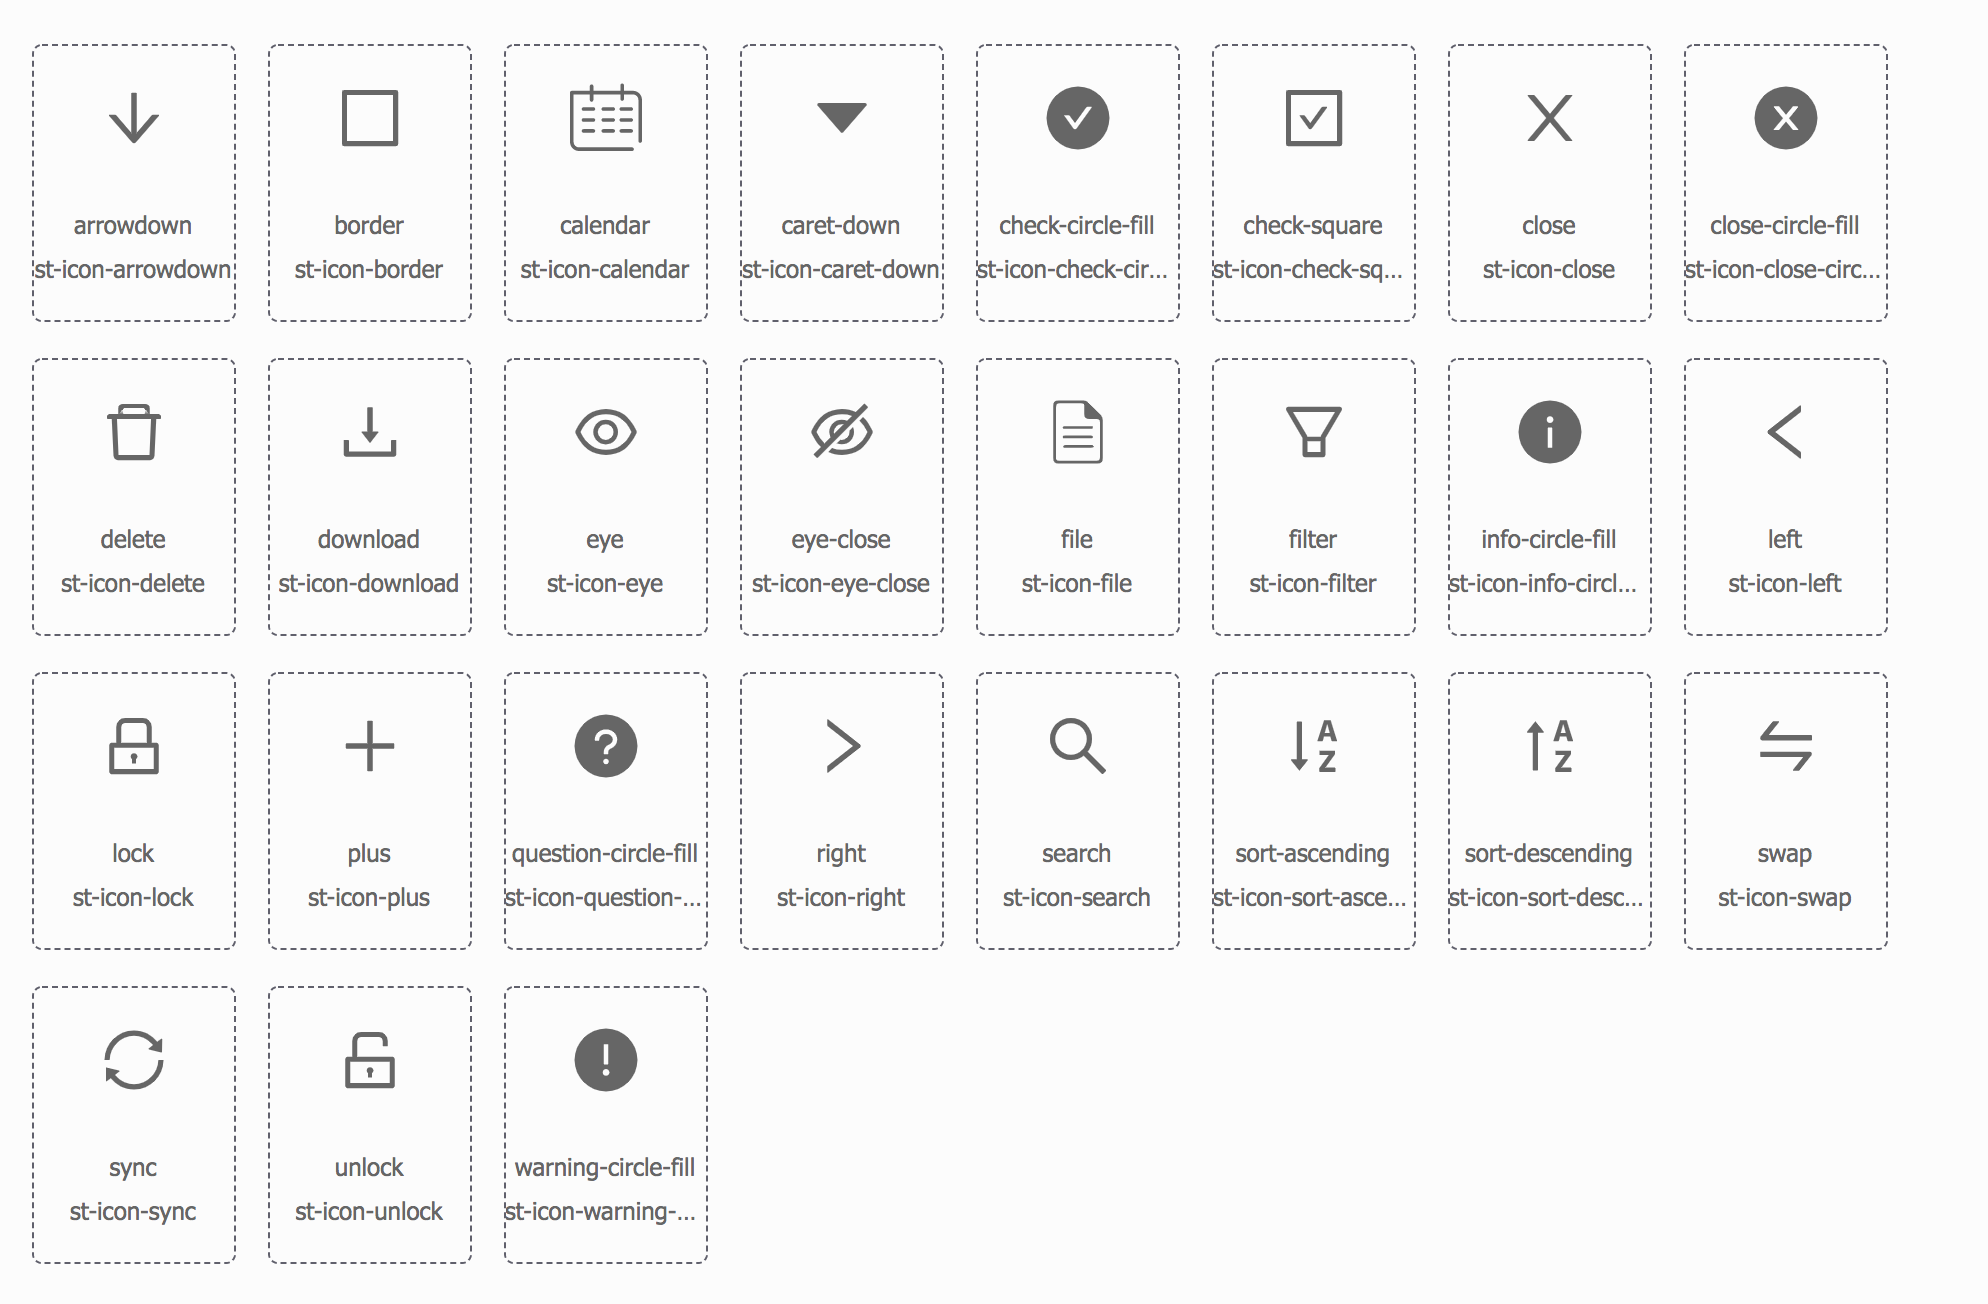 arrowdown
st-icon-arrowdown
border
st-icon-border
calendar
st-icon-calendar
caret-down
st-icon-caret-down
check-circle-fill
st-icon-check-cir...
check-square
st-icon-check-sq...
close
st-icon-close
close-circle-fill
st-icon-close-circ...
delete
st-icon-delete
download
st-icon-download
eye
st-icon-eye
eye-close
st-icon-eye-close
file
st-icon-file
filter
st-icon-filter
info-circle-fill
st-icon-info-circl...
left
st-icon-left
lock
st-icon-lock
plus
st-icon-plus
?
question-circle-fill
st-icon-question-...
right
st-icon-right
search
st-icon-search
A
Z
sort-ascending
st-icon-sort-asce...
A
Z
sort-descending
st-icon-sort-desc...
swap
st-icon-swap
sync
st-icon-sync
unlock
st-icon-unlock
!
warning-circle-fill
st-icon-warning-...